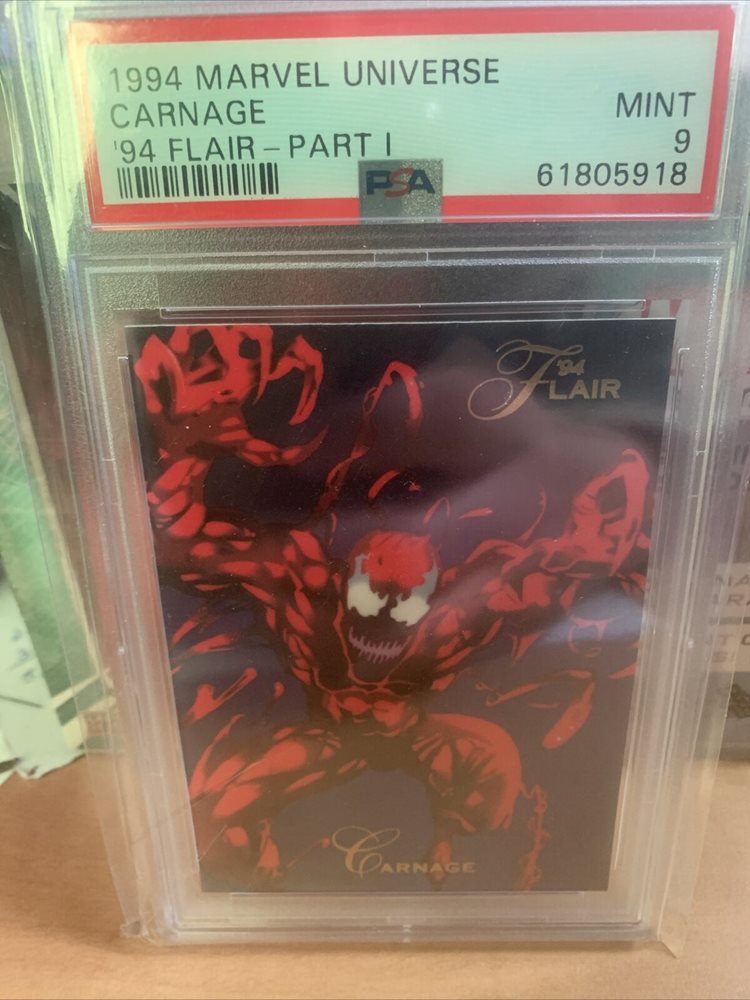 1994 MARVEL UNIVERSE
CARNAGE
MINT
'94 FLAIR - PART I
9
PSA
61805918
'94
FLAIR
CARNAGE